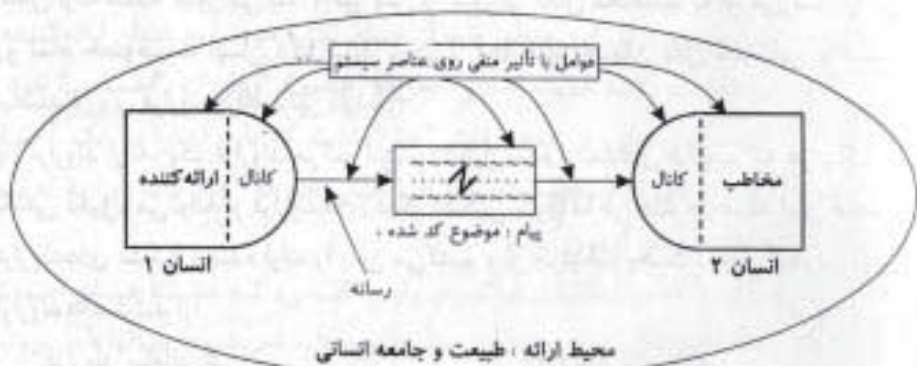 عوامل با تأثیر منفی روی عناصر سیستم
ارائه‌کننده
کانال
کانال
مخاطب
پیام : موضوع کد شده ،
انسان ۱
انسان ۲
رسانه
محیط ارائه ، طبیعت و جامعه انسانی